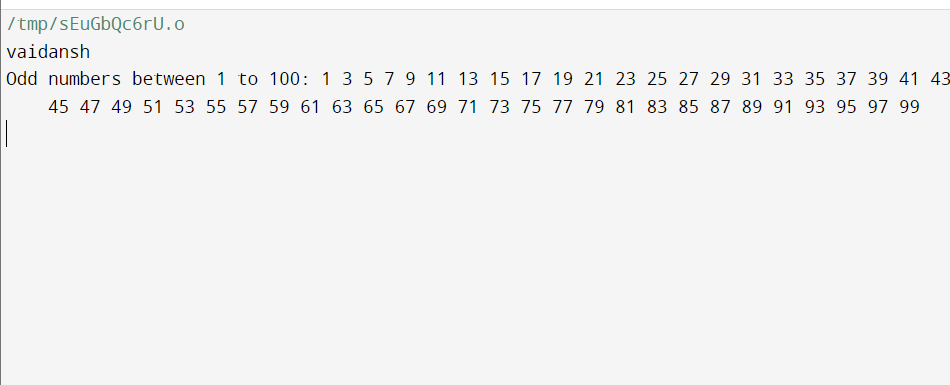 /tmp/sEuGbQc6rU.o
vaidansh
Odd numbers between 1 to 100: 1 3 5 7 9 11 13 15 17 19 21 23 25 27 29 31 33 35 37 39 41 43
45 47 49 51 53 55 57 59 61 63 65 67 69 71 73 75 77 79 81 83 85 87 89 91 93 95 97 99